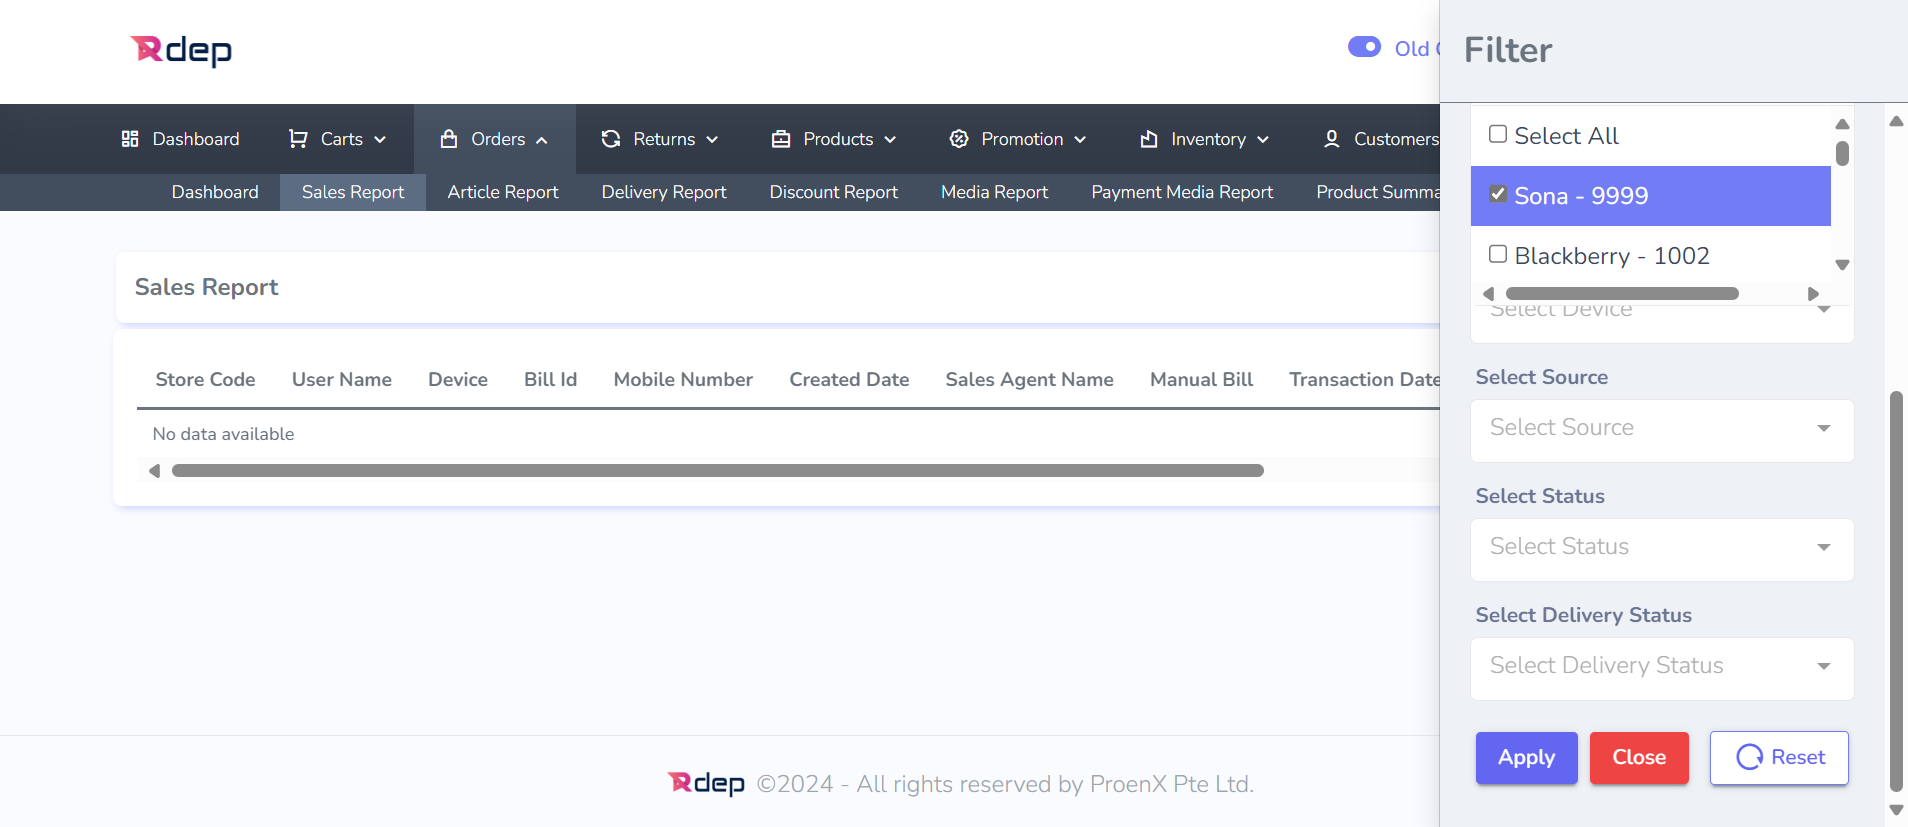 Rdep
Old
Filter
Dashboard Carts Orders Returns Products Promotion Inventory Customers
Dashboard Sales Report Article Report Delivery Report Discount Report Media Report Payment Media Report Product Summa
Select All
Sona - 9999
Blackberry - 1002
Select Device
Sales Report
Store Code User Name Device Bill Id Mobile Number Created Date Sales Agent Name Manual Bill Transaction Date
No data available
Select Source
Select Source
Select Status
Select Status
Select Delivery Status
Select Delivery Status
Apply Close Reset
Rdep ©2024 - All rights reserved by ProenX Pte Ltd.